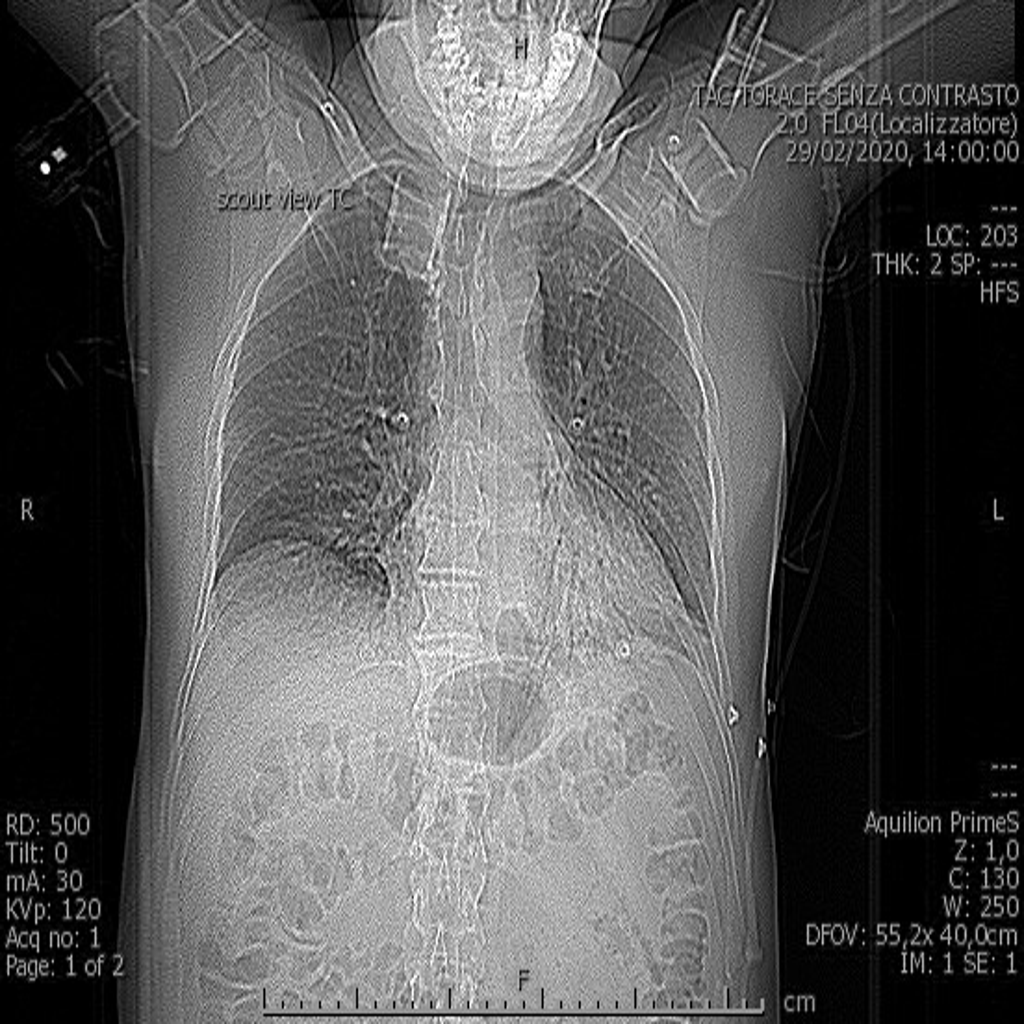 H
TAC TORACE SENZA CONTRASTO
2.0 FL04(Localizzatore)
29/02/2020, 14:00:00
scout view TC
---
LOC: 203
THK: 2 SP: ---
HFS
R
L
---
---
RD: 500
Tilt: 0
mA: 30
KVp: 120
Acq no: 1
Page: 1 of 2
Aquilion PrimeS
Z: 1,0
C: 130
W: 250
DFOV: 55,2x 40,0cm
IM: 1 SE: 1
F
cm